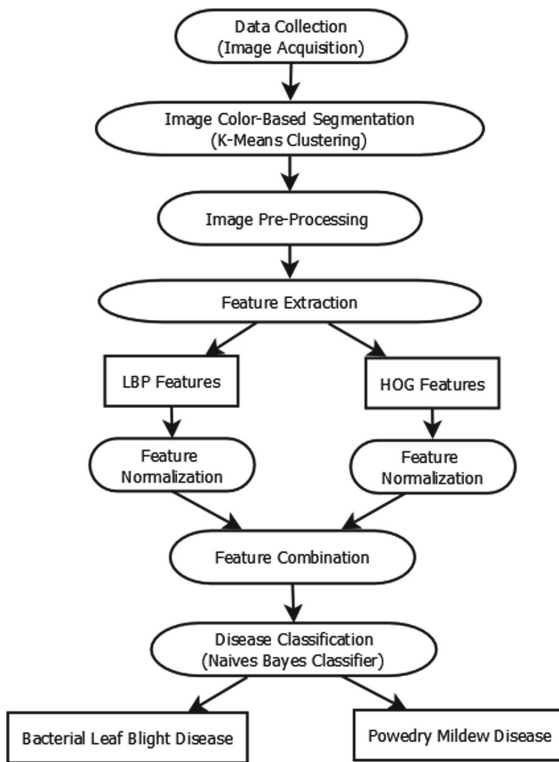 Data Collection
(Image Acquisition)
Image Color-Based Segmentation
(K-Means Clustering)
Image Pre-Processing
Feature Extraction
LBP Features
HOG Features
Feature
Normalization
Feature
Normalization
Feature Combination
Disease Classification
(Naives Bayes Classifier)
Bacterial Leaf Blight Disease
Powedry Mildew Disease